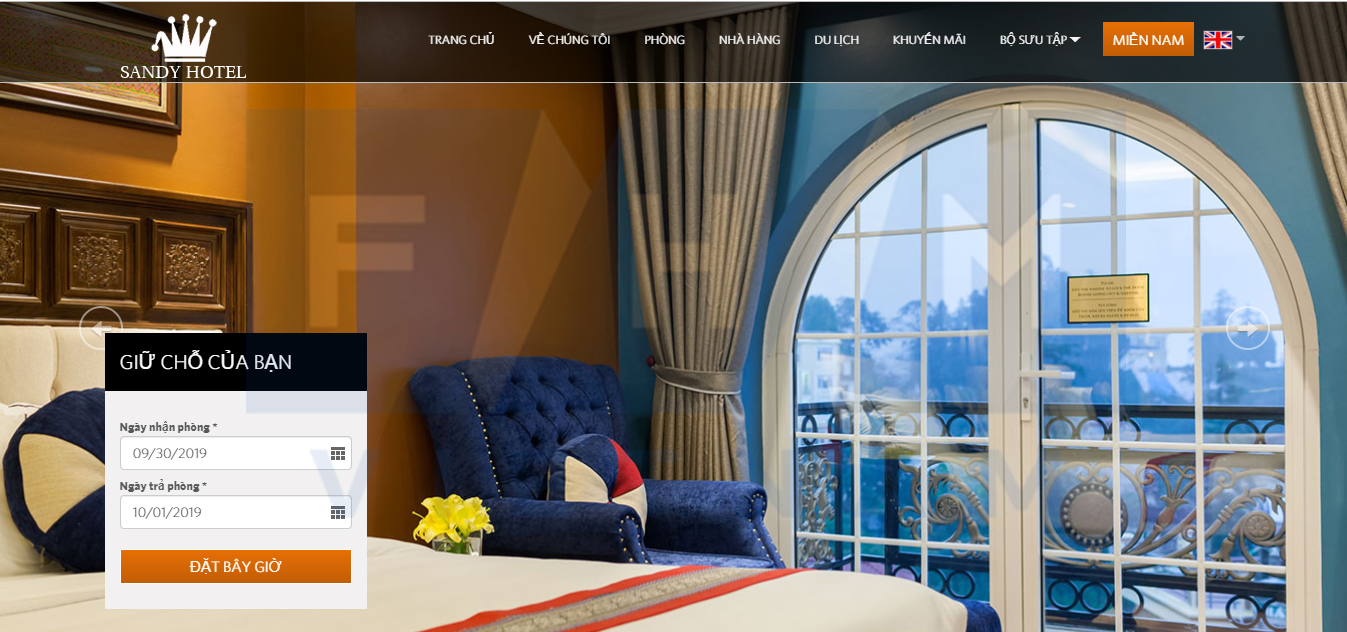 SANDY HOTEL
TRANG CHỦ VỀ CHÚNG TÔI PHÒNG NHÀ HÀNG DU LỊCH KHUYẾN MÃI BỘ SƯU TẬP MIỀN NAM
GIỮ CHỖ CỦA BẠN
Ngày nhận phòng *
09/30/2019
Ngày trả phòng *
10/01/2019
ĐẶT BÂY GIỜ